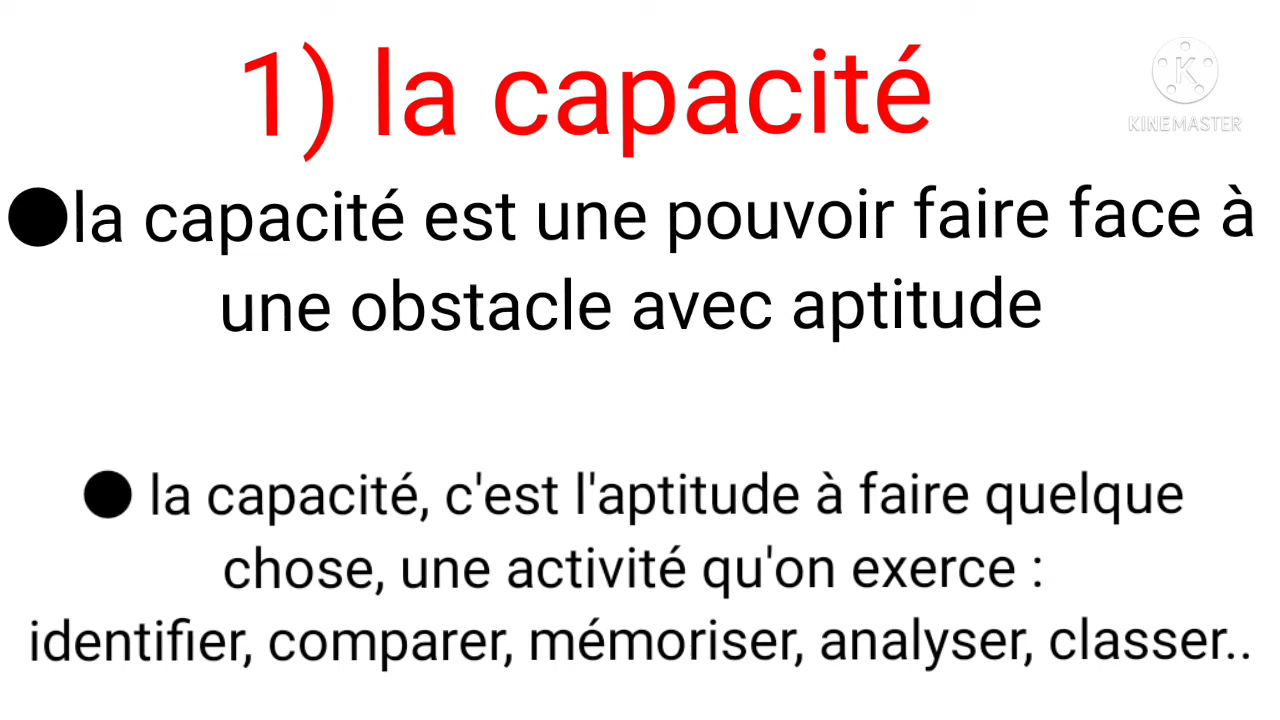 1) la capacité
KINEMASTER
●la capacité est une pouvoir faire face à
une obstacle avec aptitude
● la capacité, c'est l'aptitude à faire quelque
chose, une activité qu'on exerce :
identifier, comparer, mémoriser, analyser, classer..